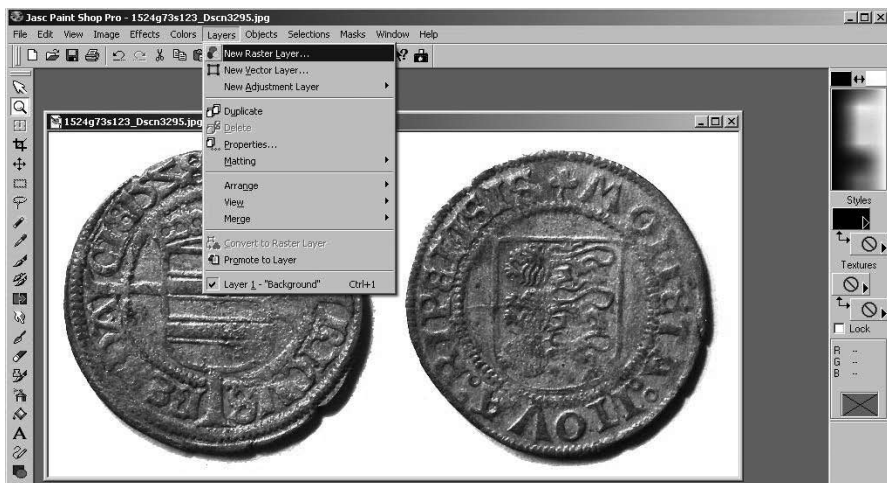 Jasc Paint Shop Pro - 1524g73s123_Dscn3295.jpg
File Edit View Image Effects Colors Layers Objects Selections Masks Window Help
New Raster Layer...
New Vector Layer...
New Adjustment Layer
1524g73s123_Dscn3295.jpg
Duplicate
Delete
Properties...
Matting
Arrange
View
Merge
Convert to Raster Layer
Promote to Layer
Layer 1 - "Background" Ctrl+1
Styles
Textures
Lock
R --
G --
B --
MONETA
RIPENSIS